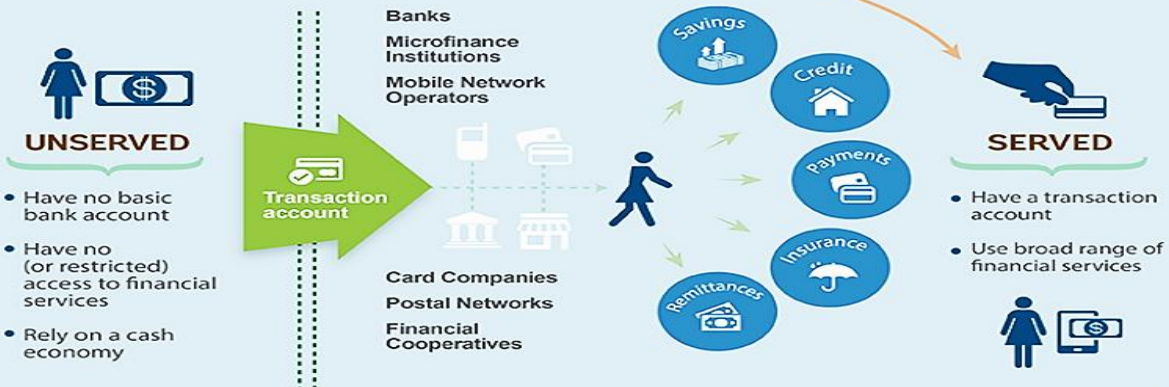 UNSERVED
• Have no basic
bank account
• Have no
(or restricted)
access to financial
services
• Rely on a cash
economy
Transaction
account
Banks
Microfinance
Institutions
Mobile Network
Operators
Card Companies
Postal Networks
Financial
Cooperatives
Savings
Credit
Payments
Insurance
Remittances
SERVED
• Have a transaction
account
• Use broad range of
financial services